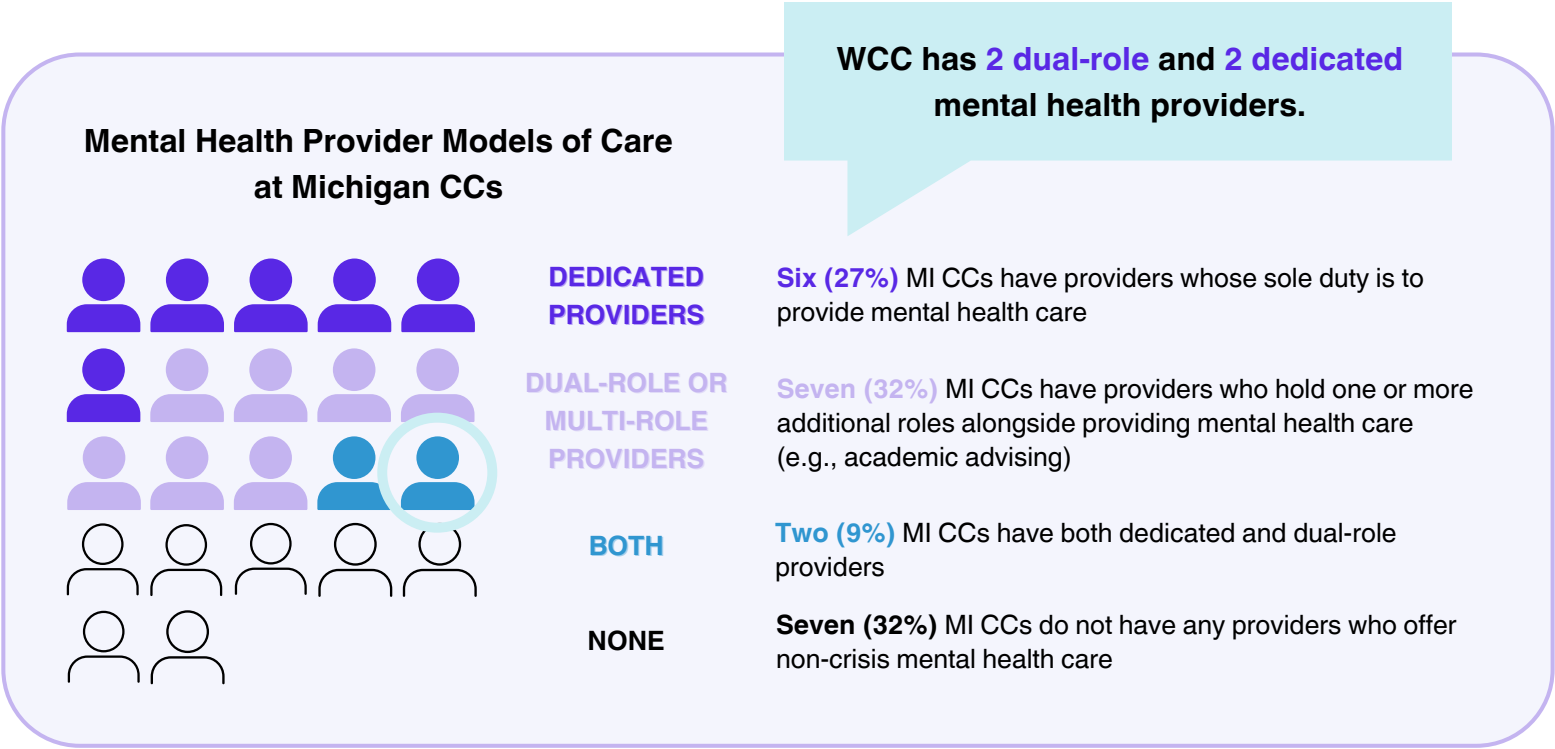 WCC has 2 dual-role and 2 dedicated
mental health providers.
Mental Health Provider Models of Care
at Michigan CCs
DEDICATED
PROVIDERS
Six (27%) MI CCs have providers whose sole duty is to
provide mental health care
DUAL-ROLE OR
MULTI-ROLE
PROVIDERS
Seven (32%) MI CCs have providers who hold one or more
additional roles alongside providing mental health care
(e.g., academic advising)
BOTH
Two (9%) MI CCs have both dedicated and dual-role
providers
NONE
Seven (32%) MI CCs do not have any providers who offer
non-crisis mental health care